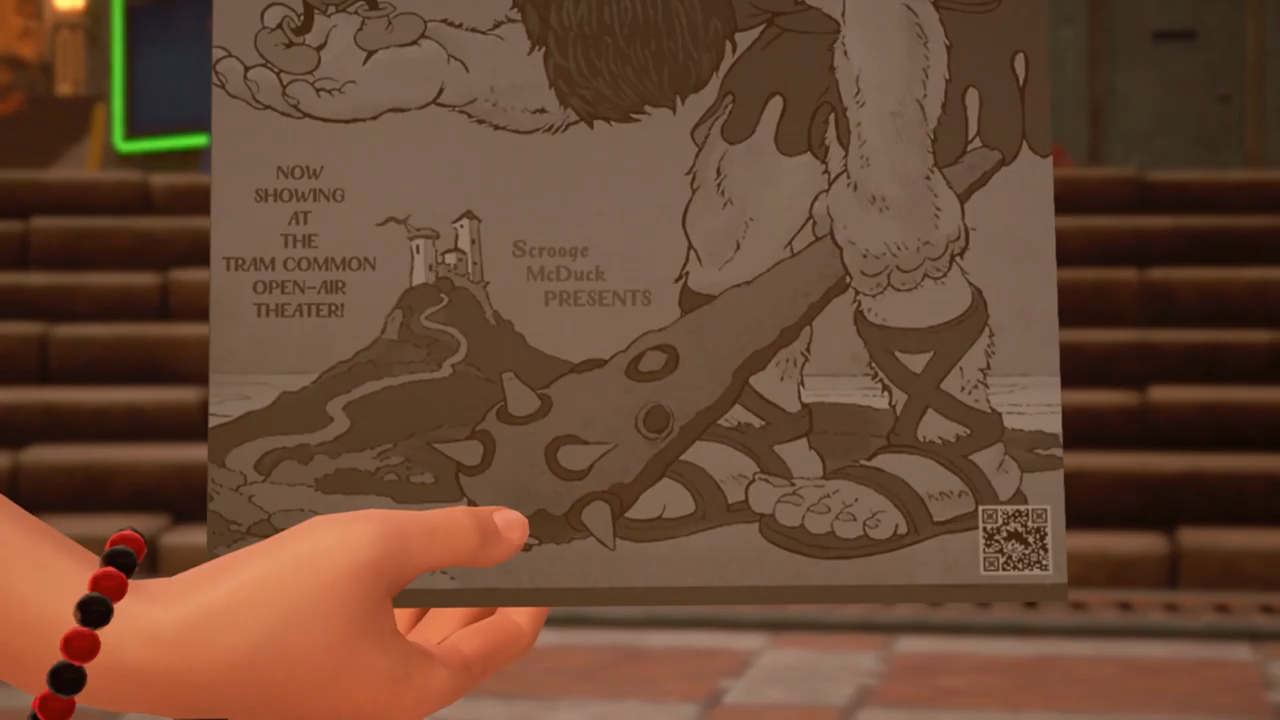 NOW
SHOWING
AT
THE
TRAM COMMON
OPEN-AIR
THEATER!
Scrooge
McDuck
PRESENTS